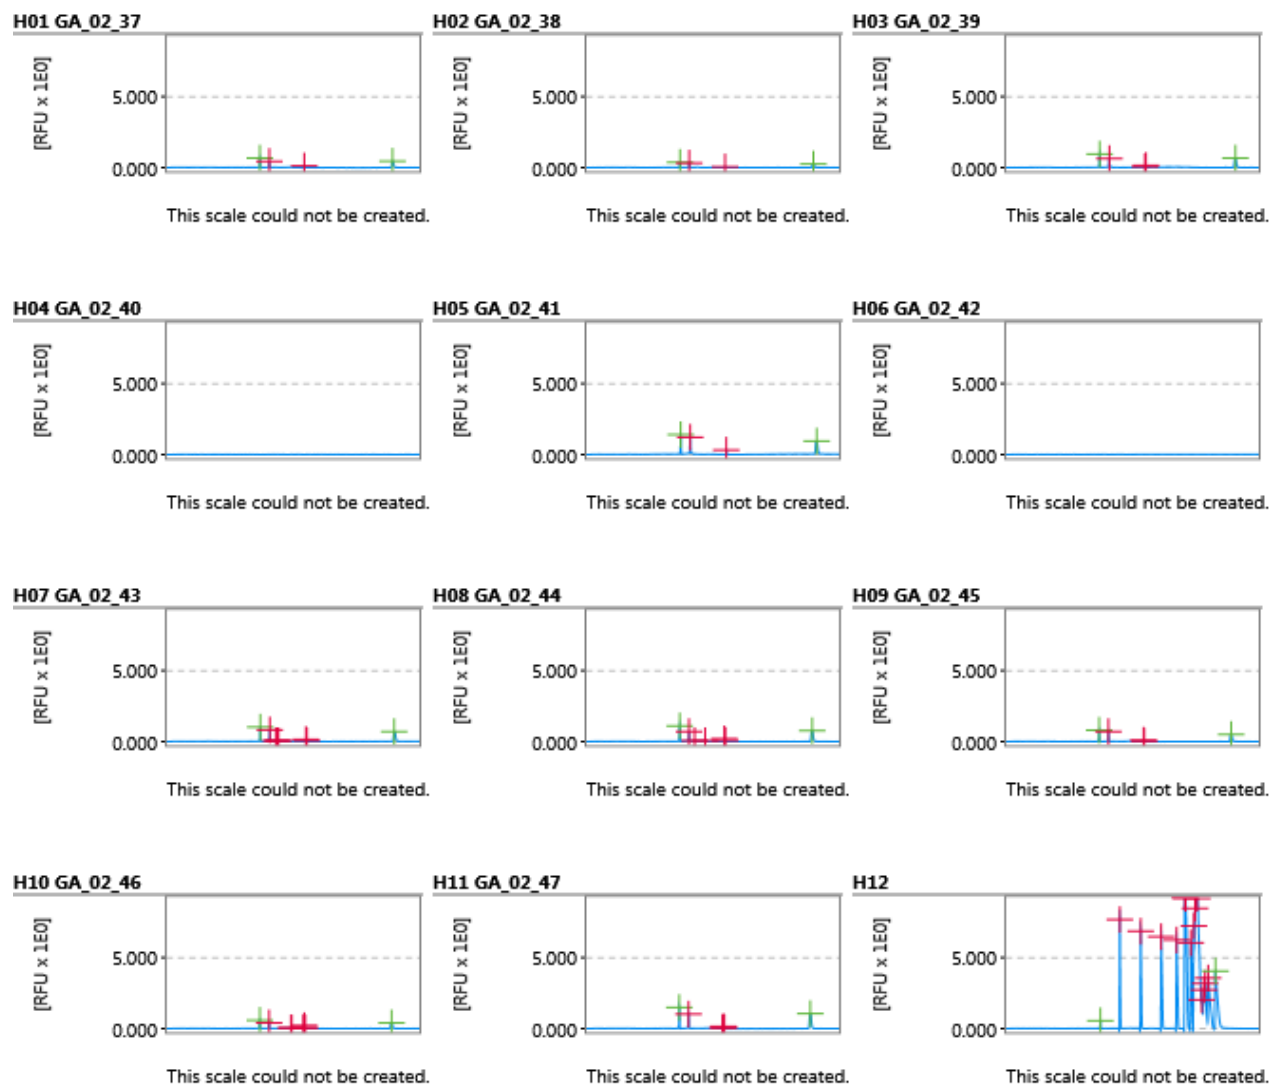 H01 GA_02_37
H02 GA_02_38
H03 GA_02_39
[RFU x 1E0]
5.000
0.000
[RFU x 1E0]
5.000
0.000
[RFU x 1E0]
5.000
0.000
This scale could not be created.
This scale could not be created.
This scale could not be created.
H04 GA_02_40
H05 GA_02_41
H06 GA_02_42
[RFU x 1E0]
5.000
0.000
[RFU x 1E0]
5.000
0.000
[RFU x 1E0]
5.000
0.000
This scale could not be created.
This scale could not be created.
This scale could not be created.
H07 GA_02_43
H08 GA_02_44
H09 GA_02_45
[RFU x 1E0]
5.000
0.000
[RFU x 1E0]
5.000
0.000
[RFU x 1E0]
5.000
0.000
This scale could not be created.
This scale could not be created.
This scale could not be created.
H10 GA_02_46
H11 GA_02_47
H12
[RFU x 1E0]
5.000
0.000
[RFU x 1E0]
5.000
0.000
[RFU x 1E0]
5.000
0.000
This scale could not be created.
This scale could not be created.
This scale could not be created.